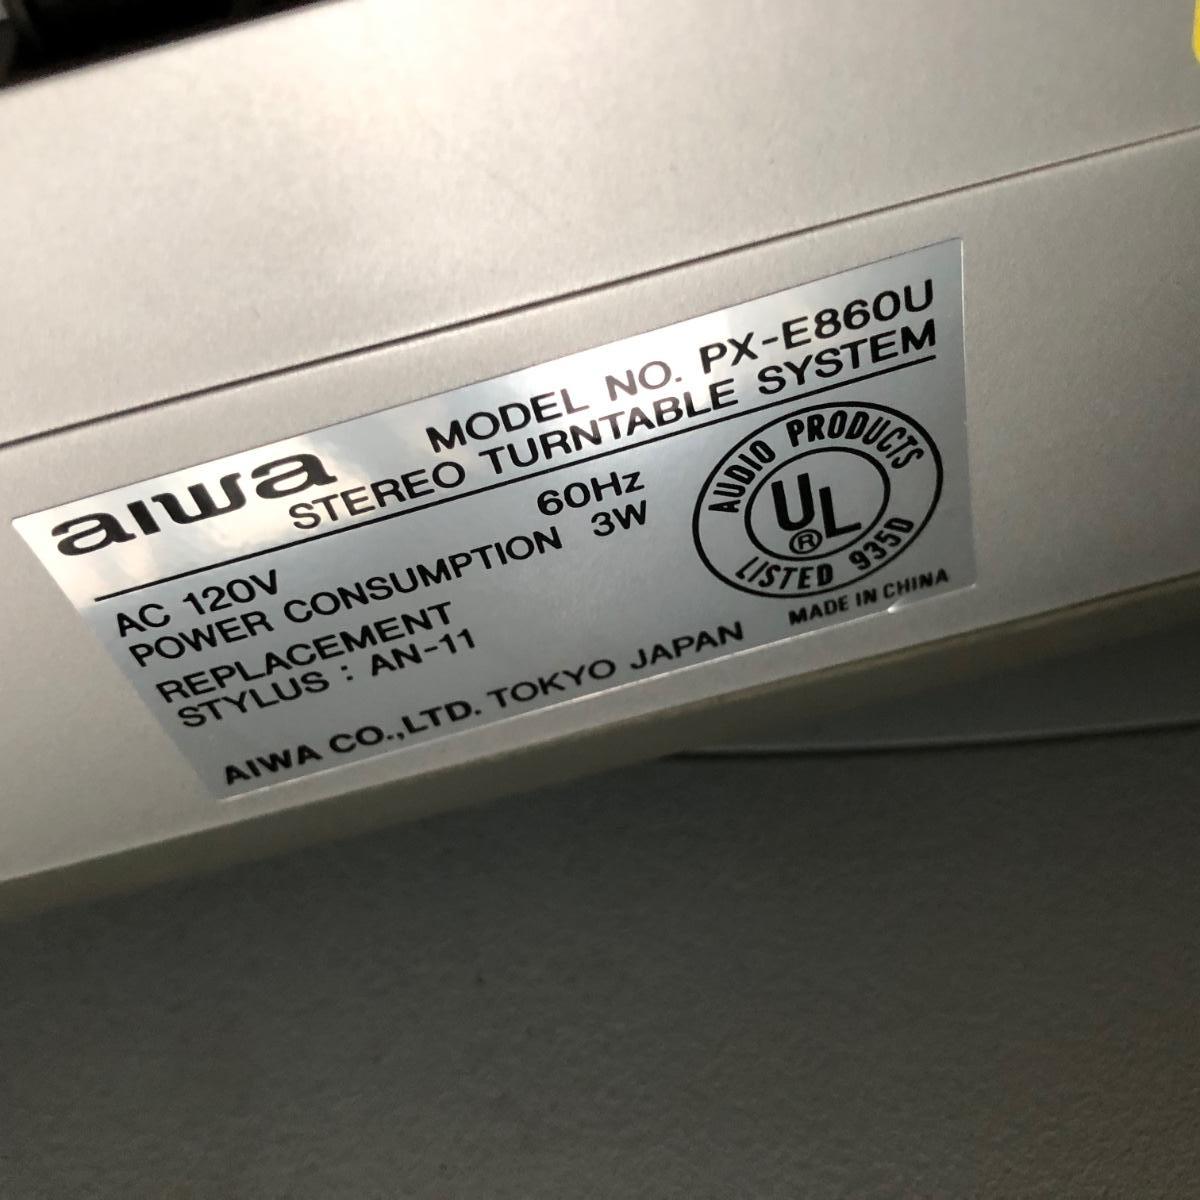 aiwa
MODEL NO. PX-E860U
STEREO TURNTABLE SYSTEM
AC 120V 60Hz
POWER CONSUMPTION 3W
REPLACEMENT
STYLUS : AN-11
AIWA CO.,LTD. TOKYO JAPAN
AUDIO PRODUCTS
UL
®
LISTED 935D
MADE IN CHINA